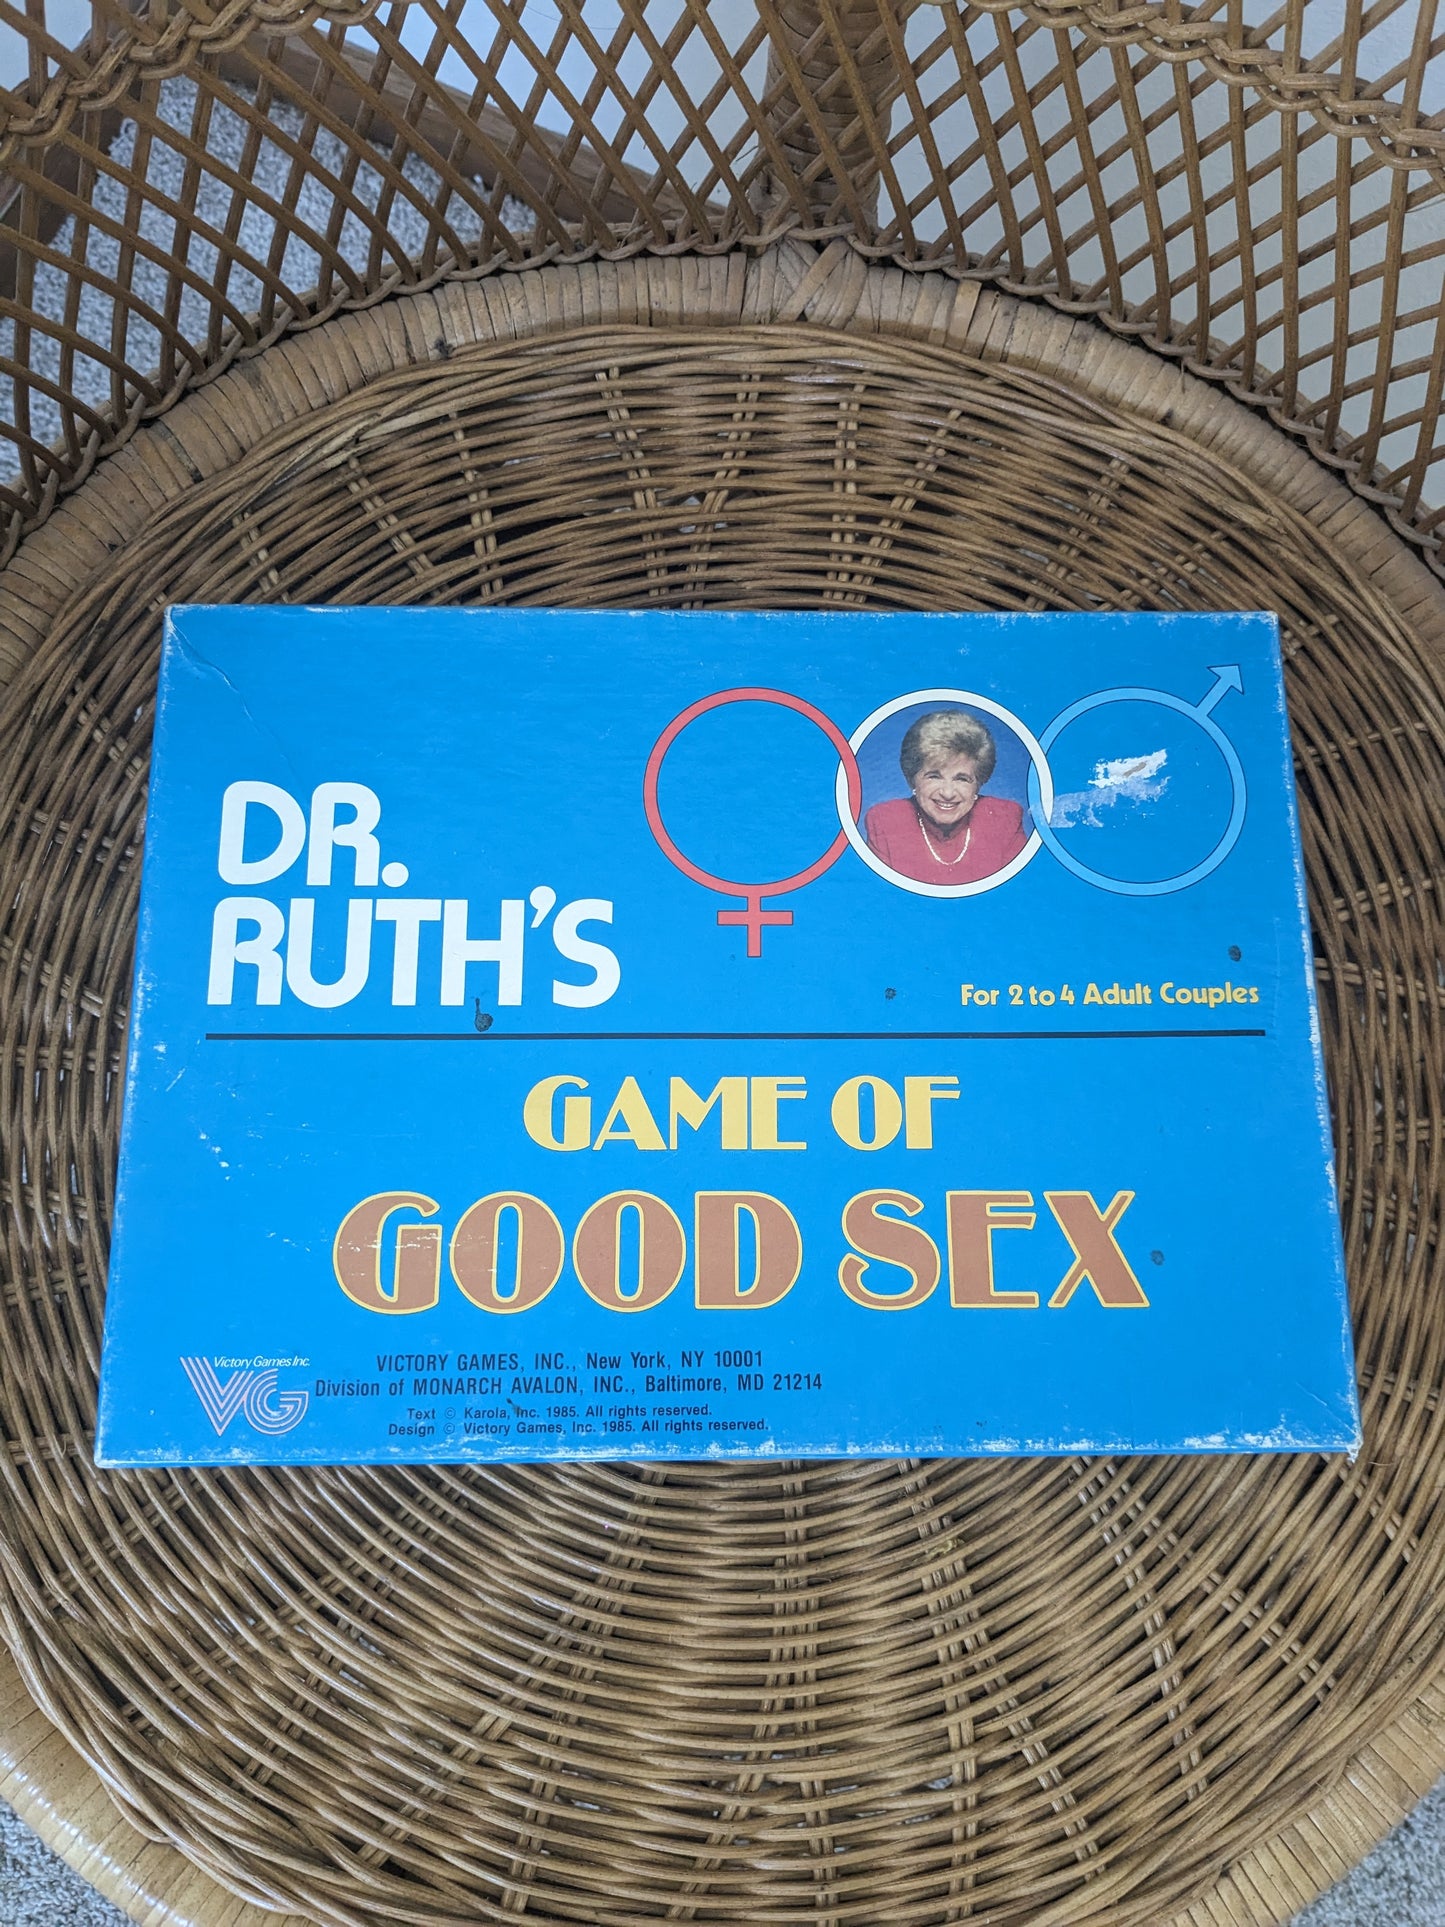 DR.
RUTH'S
For 2 to 4 Adult Couples
GAME OF
GOOD SEX
Victory Games Inc.
VG
VICTORY GAMES, INC., New York, NY 10001
Division of MONARCH AVALON, INC., Baltimore, MD 21214
Text © Karola, Inc. 1985. All rights reserved.
Design © Victory Games, Inc. 1985. All rights reserved.